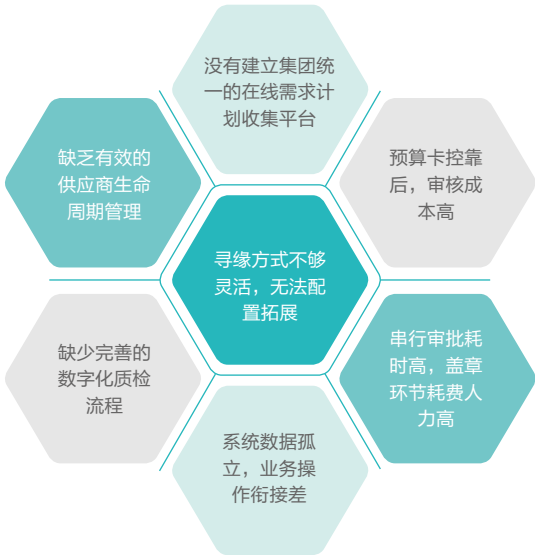 没有建立集团统
一的在线需求计
划收集平台
缺乏有效的
供应商生命
周期管理
预算卡控靠
后，审核成
本高
寻缘方式不够
灵活，无法配
置拓展
缺少完善的
数字化质检
流程
串行审批耗
时高，盖章
环节耗费人
力高
系统数据孤
立，业务操
作衔接差